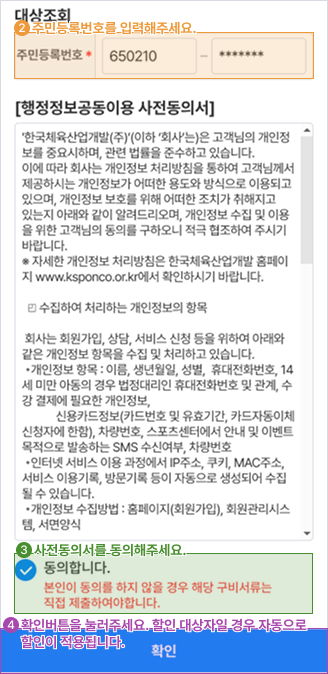 대상조회
2 주민등록번호를 입력해주세요.
주민등록번호 * 650210 – *******
[행정정보공동이용 사전동의서]
'한국체육산업개발(주)'(이하 '회사'는)은 고객님의 개인정
보를 중요시하며, 관련 법률을 준수하고 있습니다.
이에 따라 회사는 개인정보 처리방침을 통하여 고객님께서
제공하시는 개인정보가 어떠한 용도와 방식으로 이용되고
있으며, 개인정보 보호를 위해 어떠한 조치가 취해지고
있는지 아래와 같이 알려드리오며, 개인정보 수집 및 이용
을 위한 고객님의 동의를 구하오니 적극 협조하여 주시기
바랍니다.
※ 자세한 개인정보 처리방침은 한국체육산업개발 홈페이
지 www.ksponco.or.kr에서 확인하시기 바랍니다.
◰ 수집하여 처리하는 개인정보의 항목
회사는 회원가입, 상담, 서비스 신청 등을 위하여 아래와
같은 개인정보 항목을 수집 및 처리하고 있습니다.
•개인정보 항목 : 이름, 생년월일, 성별, 휴대전화번호, 14
세 미만 아동의 경우 법정대리인 휴대전화번호 및 관계, 수
강 결제에 필요한 개인정보,
신용카드정보(카드번호 및 유효기간, 카드자동이체
신청자에 한함), 차량번호, 스포츠센터에서 안내 및 이벤트
목적으로 발송하는 SMS 수신여부, 차량번호
•인터넷 서비스 이용 과정에서 IP주소, 쿠키, MAC주소,
서비스 이용기록, 방문기록 등이 자동으로 생성되어 수집
될 수 있습니다.
•개인정보 수집방법 : 홈페이지(회원가입), 회원관리시스
템, 서면양식
3 사전동의서를 동의해주세요.
동의합니다.
본인이 동의를 하지 않을 경우 해당 구비서류는
직접 제출하여야합니다.
4 확인버튼을 눌러주세요. 할인 대상자일 경우 자동으로
할인이 적용됩니다.
확인